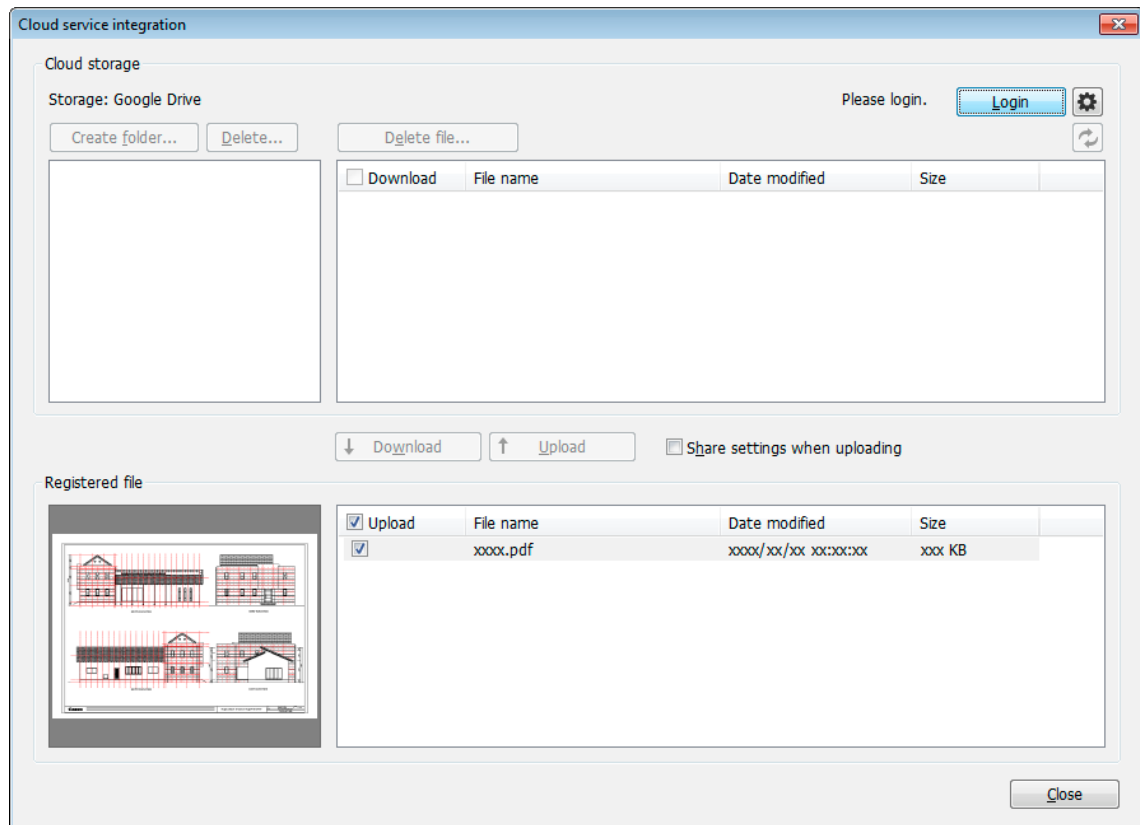 Cloud service integration
Cloud storage
Storage: Google Drive
Please login.
Login
Create folder...
Delete...
Delete file...
Download File name Date modified Size
Download
Upload
Share settings when uploading
Registered file
Upload File name Date modified Size
xxxx.pdf xxxx/xx/xx xx:xx:xx xxx KB
Canon
Close